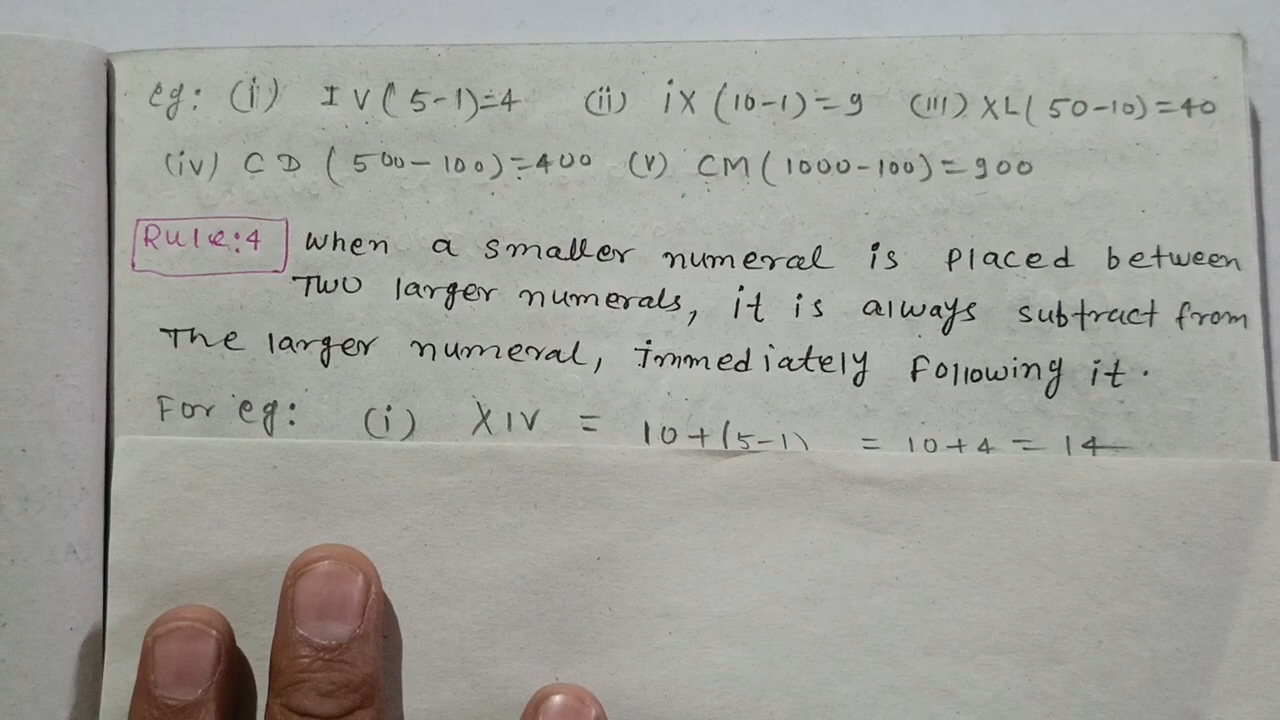 eg: (i) IV(5-1)=4 (ii) iX (10-1)=9 (iii) XL(50-10)=40
(iv) CD (500-100)=400 (v) CM(1000-100)=900
Rule:4 when a smaller numeral is placed between
Two larger numerals, it is always subtract from
The larger numeral, immediately following it.
For eg: (i) XIV = 10+(5-1) = 10+4 = 14